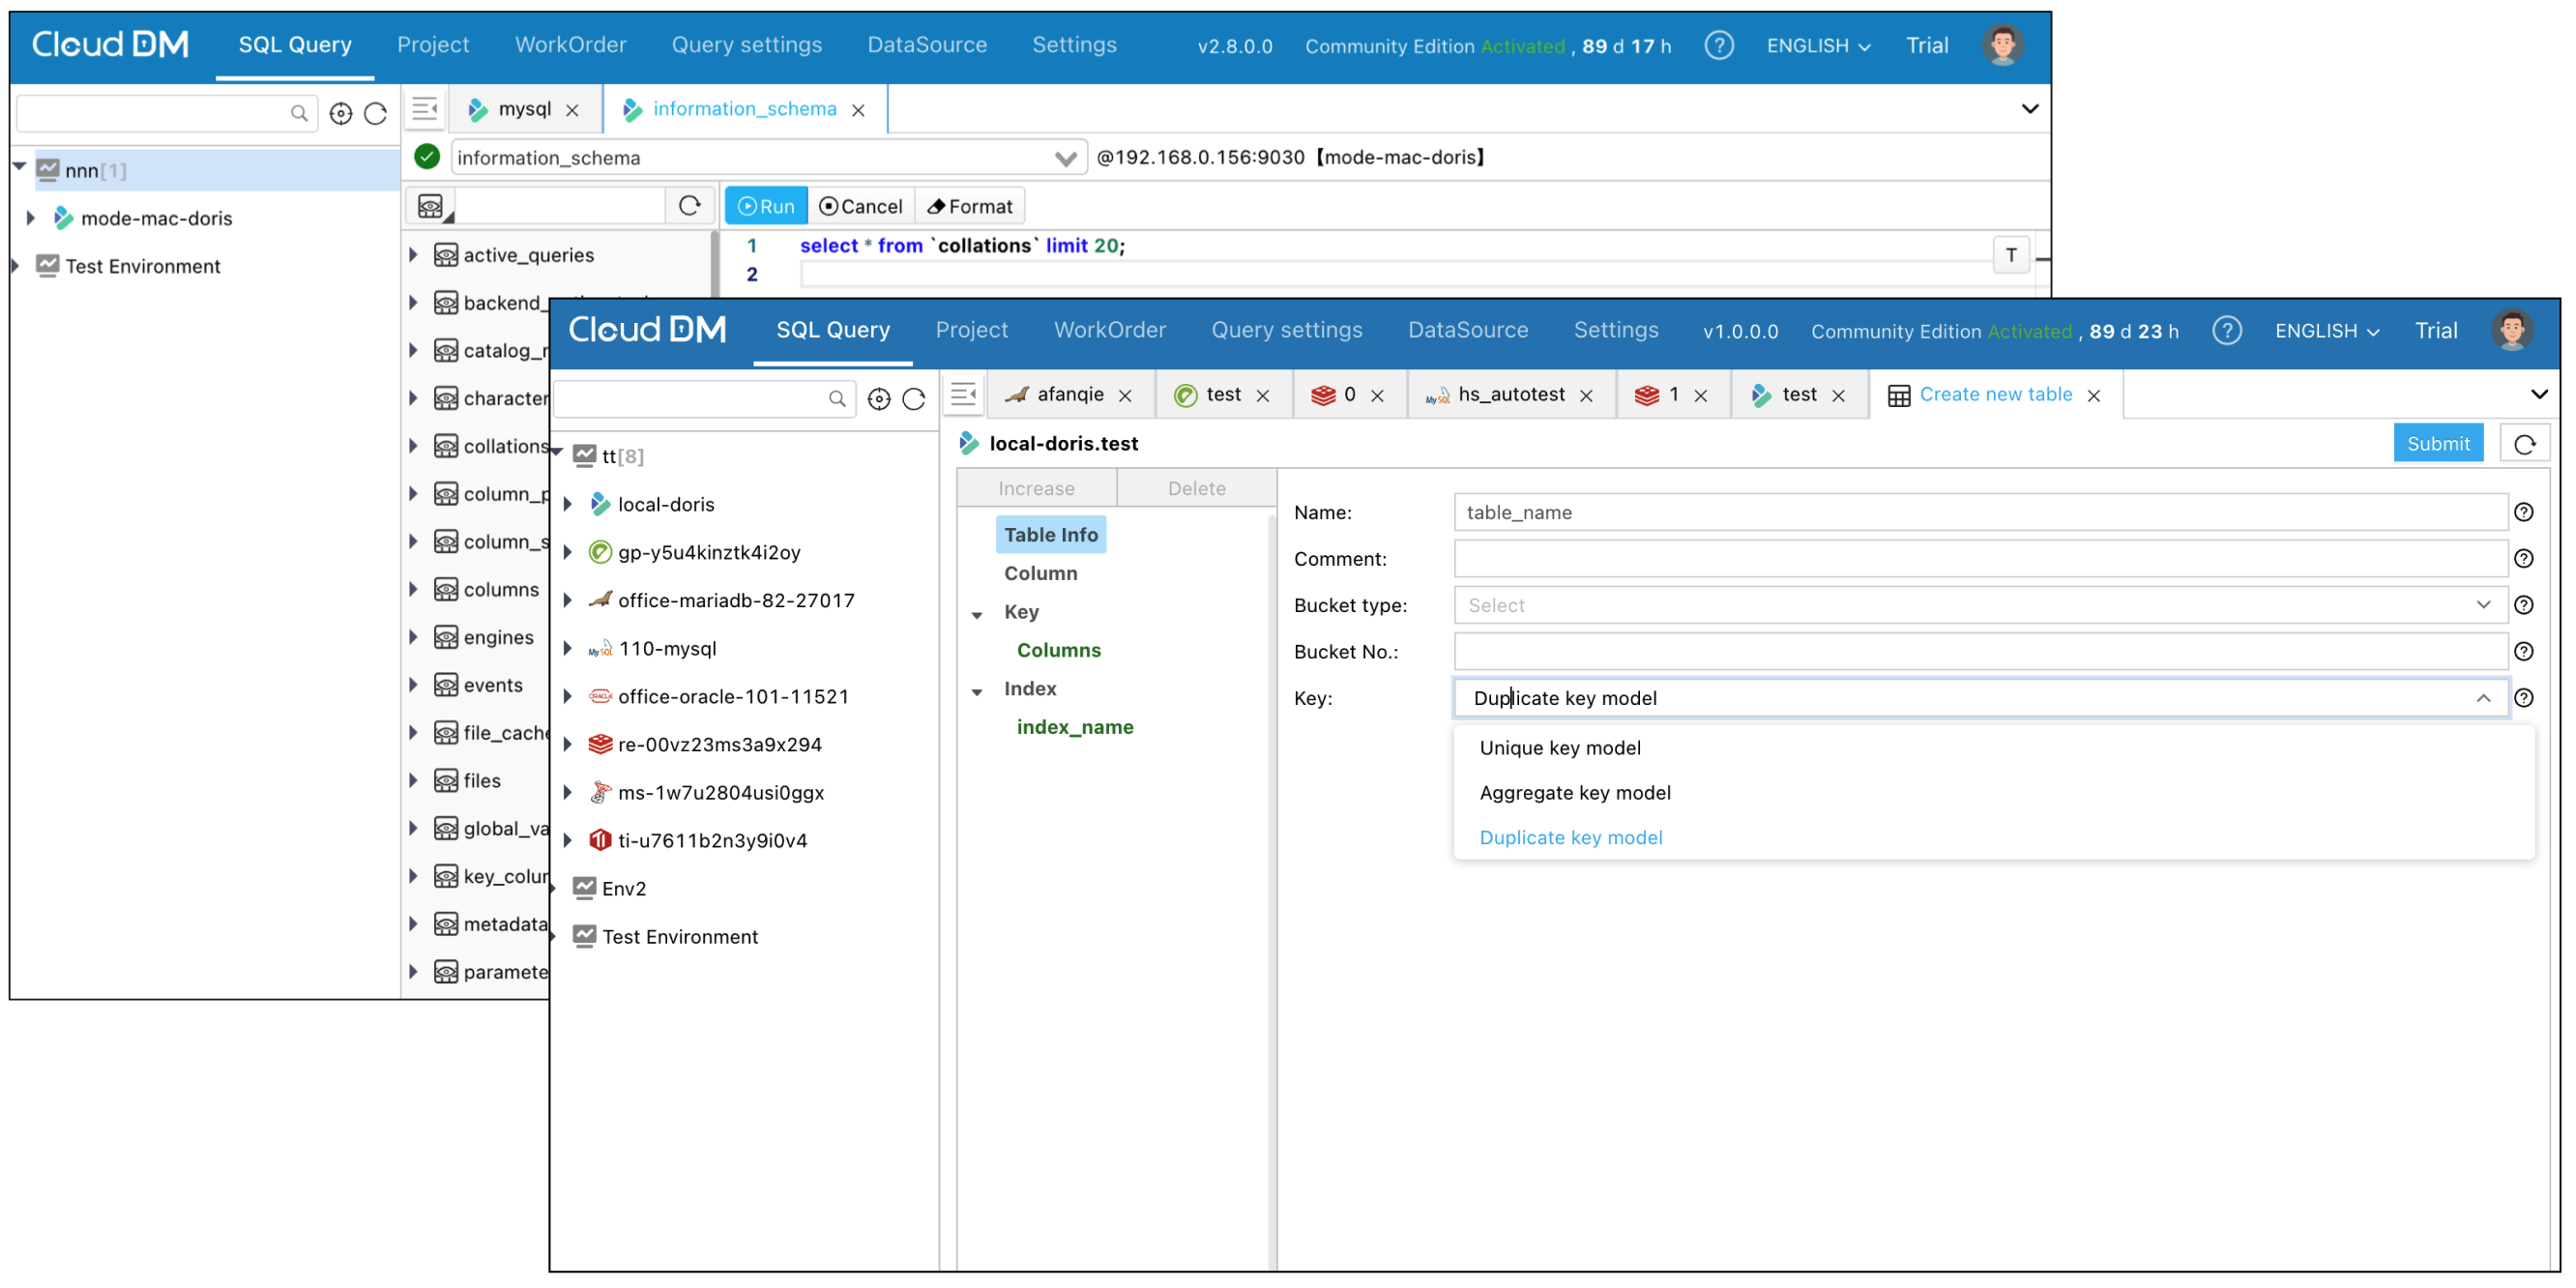 Cloud DM SQL Query Project WorkOrder Query settings DataSource Settings v2.8.0.0 Community Edition Activated , 89 d 17 h ? ENGLISH Trial
mysql information_schema
information_schema @192.168.0.156:9030【mode-mac-doris】
nnn[1]
mode-mac-doris
Test Environment
Run Cancel Format
1 select * from `collations` limit 20;
2
T
active_queries
backend_
catalog_r
character
collations
column_p
column_s
columns
engines
events
file_cache
files
global_va
key_colur
metadata
paramete
Cloud DM SQL Query Project WorkOrder Query settings DataSource Settings v1.0.0.0 Community Edition Activated , 89 d 23 h ? ENGLISH Trial
afanqie test 0 MySQL hs_autotest 1 test Create new table
tt[8]
local-doris
gp-y5u4kinztk4i2oy
office-mariadb-82-27017
MySQL 110-mysql
ORACLE office-oracle-101-11521
re-00vz23ms3a9x294
ms-1w7u2804usi0ggx
ti-u7611b2n3y9i0v4
Env2
Test Environment
local-doris.test Submit
Increase Delete
Table Info
Column
Key
Columns
Index
index_name
Name: table_name ?
Comment: ?
Bucket type: Select ?
Bucket No.: ?
Key: Duplicate key model ?
Unique key model
Aggregate key model
Duplicate key model